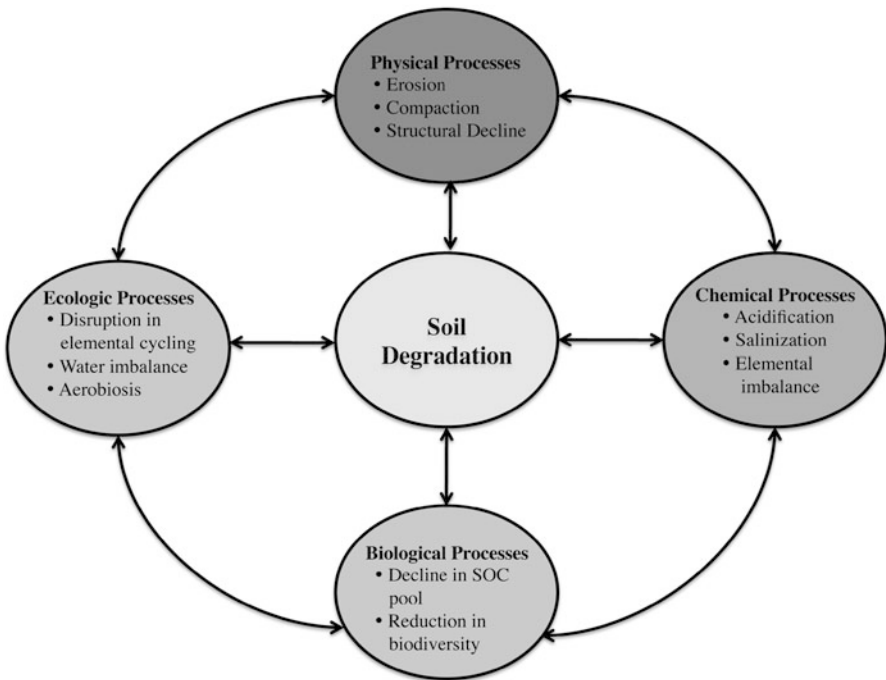 Physical Processes
• Erosion
• Compaction
• Structural Decline
Ecologic Processes
• Disruption in
elemental cycling
• Water imbalance
• Aerobiosis
Soil
Degradation
Chemical Processes
• Acidification
• Salinization
• Elemental
imbalance
Biological Processes
• Decline in SOC
pool
• Reduction in
biodiversity